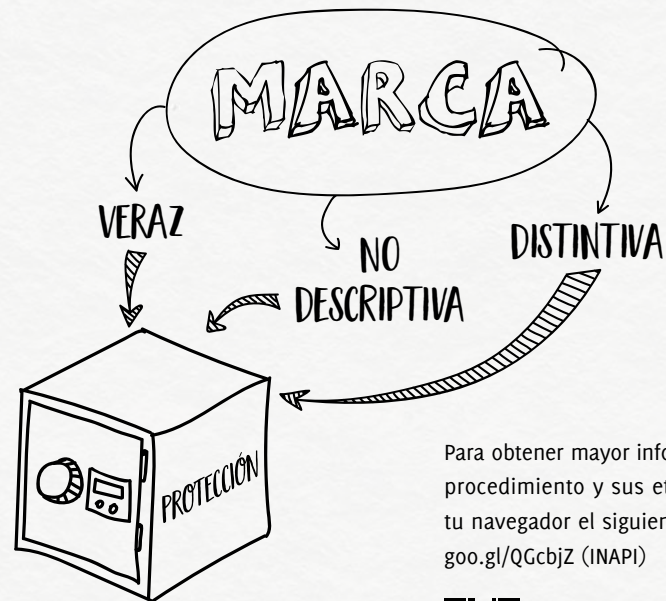 MARCA
VERAZ
NO
DESCRIPTIVA
DISTINTIVA
PROTECCIÓN
Para obtener mayor
procedimiento y sus
tu navegador el
goo.gl/QGcbjZ (INAPI)